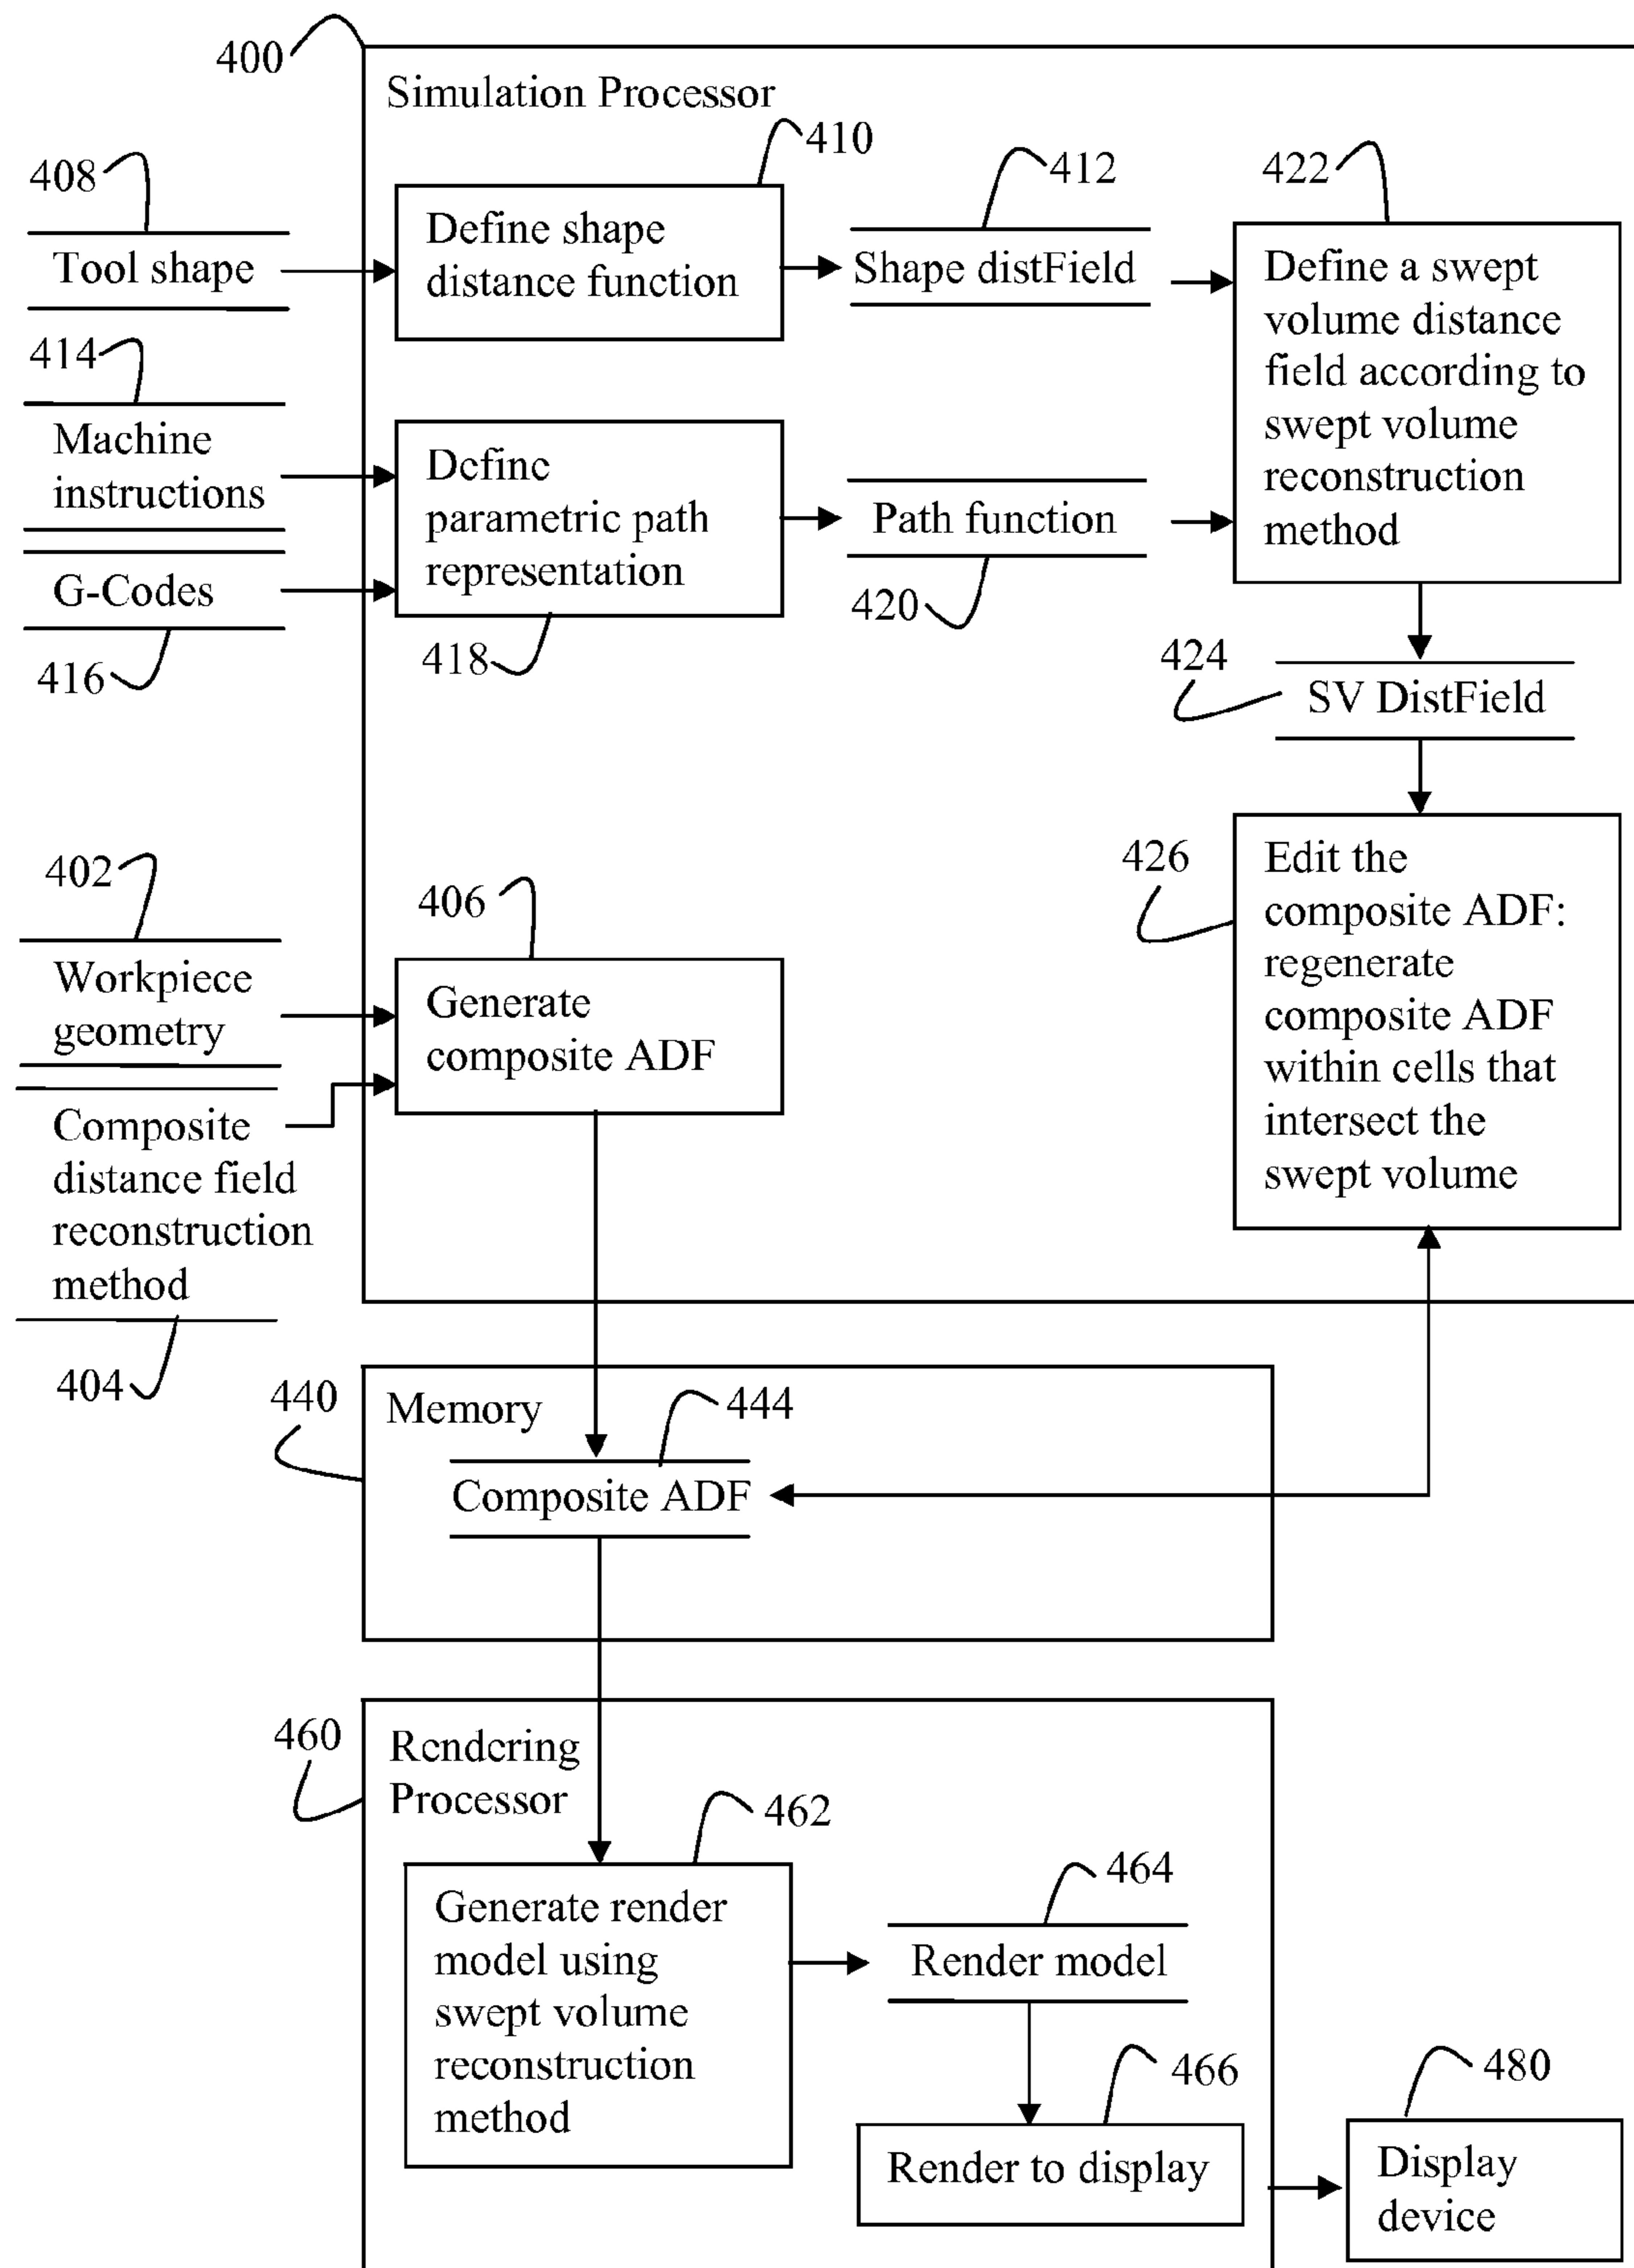 400
Simulation Processor
410
408
412
422
Tool shape
Define shape
distance function
Shape distField
Define a swept
volume distance
field according to
swept volume
reconstruction
method
414
Machine
instructions
Define
parametric path
representation
Path function
G-Codes
420
416
418
424
SV DistField
402
406
426
Edit the
composite ADF:
regenerate
composite ADF
within cells that
intersect the
swept volume
Workpiece
geometry
Generate
composite ADF
Composite
distance field
reconstruction
method
404
440
Memory
444
Composite ADF
460
Rendering
Processor
462
464
Generate render
model using
swept volume
reconstruction
method
Render model
466
480
Render to display
Display
device